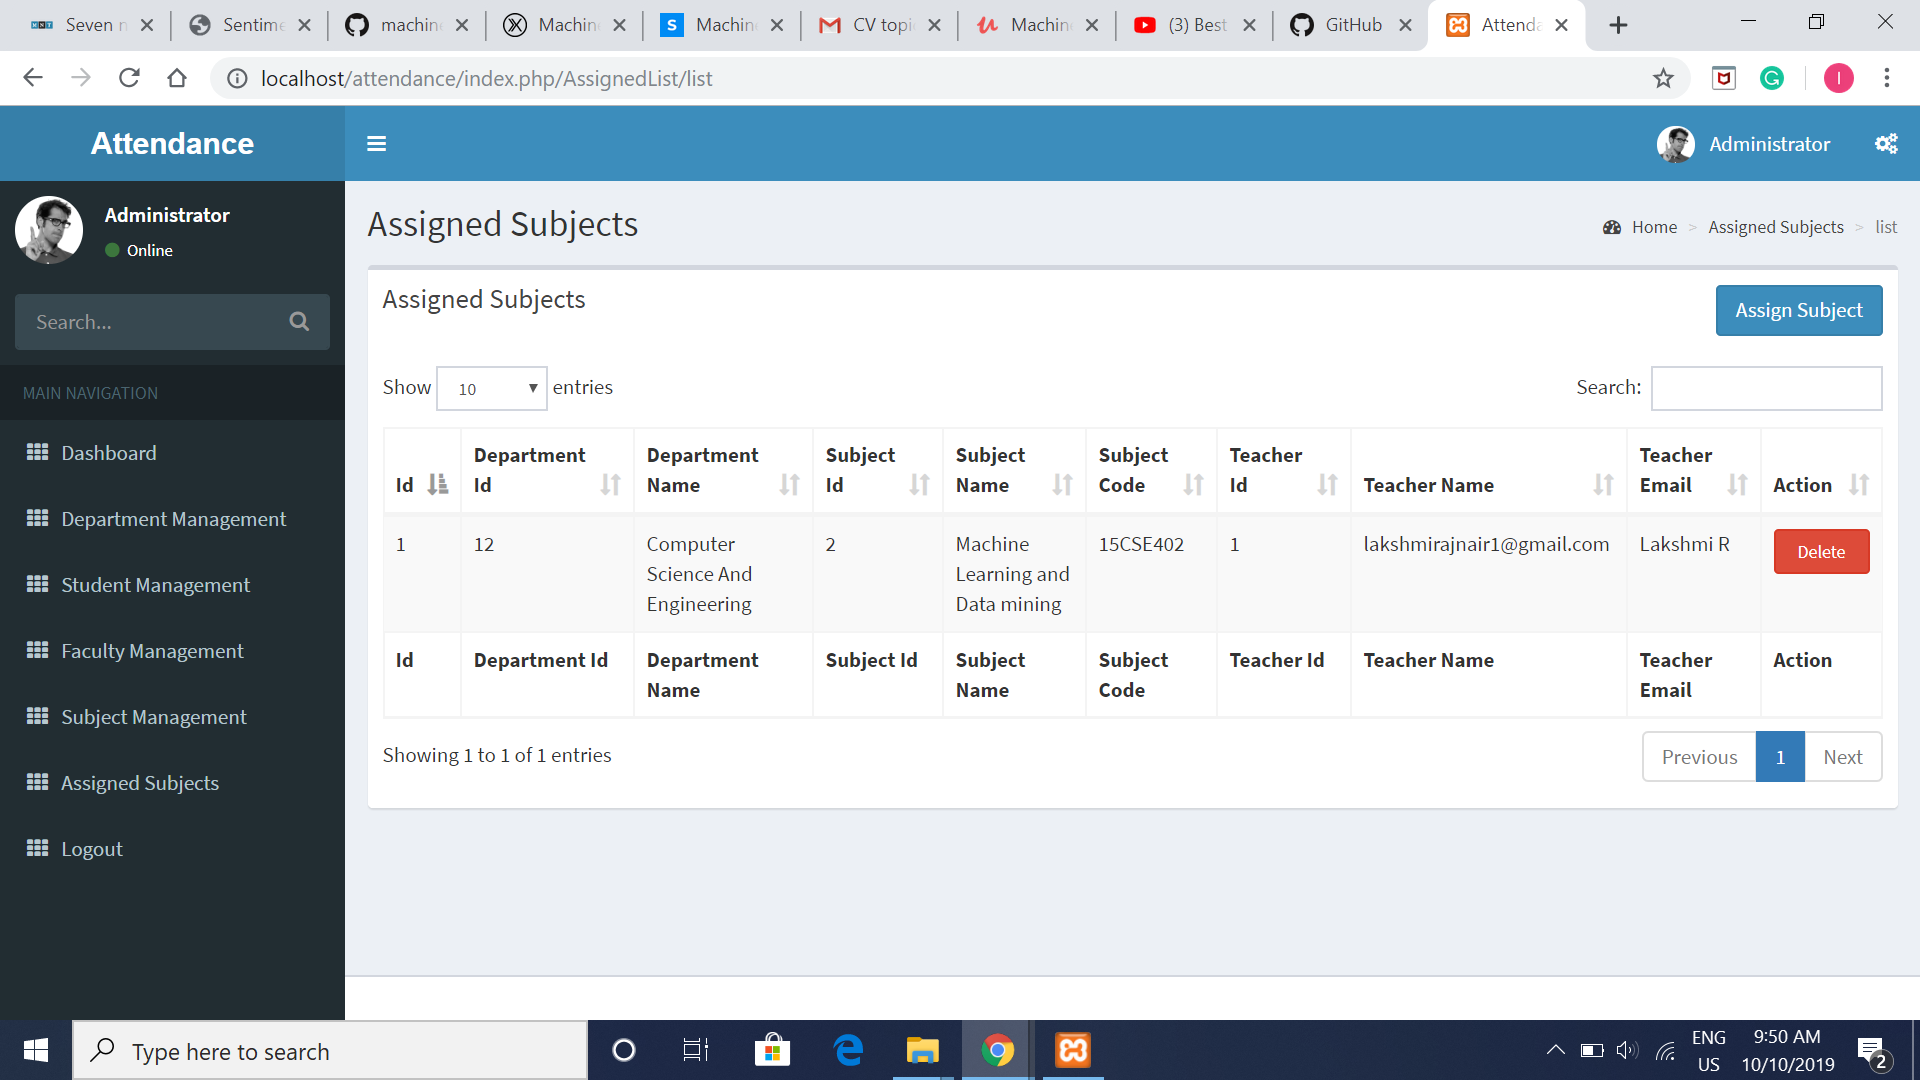 Seven n
Sentime
machine
Machine
S Machine
CV topi
Machine
(3) Best
GitHub
Attenda
localhost/attendance/index.php/AssignedList/list
I
Attendance
Administrator
Administrator
Online
Search...
MAIN NAVIGATION
Dashboard
Department Management
Student Management
Faculty Management
Subject Management
Assigned Subjects
Logout
Assigned Subjects
Home > Assigned Subjects > list
Assigned Subjects
Assign Subject
Show 10 entries
Search:
Id
Department
Id
Department
Name
Subject
Id
Subject
Name
Subject
Code
Teacher
Id
Teacher Name
Teacher
Email
Action
1
12
Computer
Science And
Engineering
2
Machine
Learning and
Data mining
15CSE402
1
lakshmirajnair1@gmail.com
Lakshmi R
Delete
Id
Department Id
Department
Name
Subject Id
Subject
Name
Subject
Code
Teacher Id
Teacher Name
Teacher
Email
Action
Showing 1 to 1 of 1 entries
Previous 1 Next
Type here to search
ENG
US
9:50 AM
10/10/2019
2